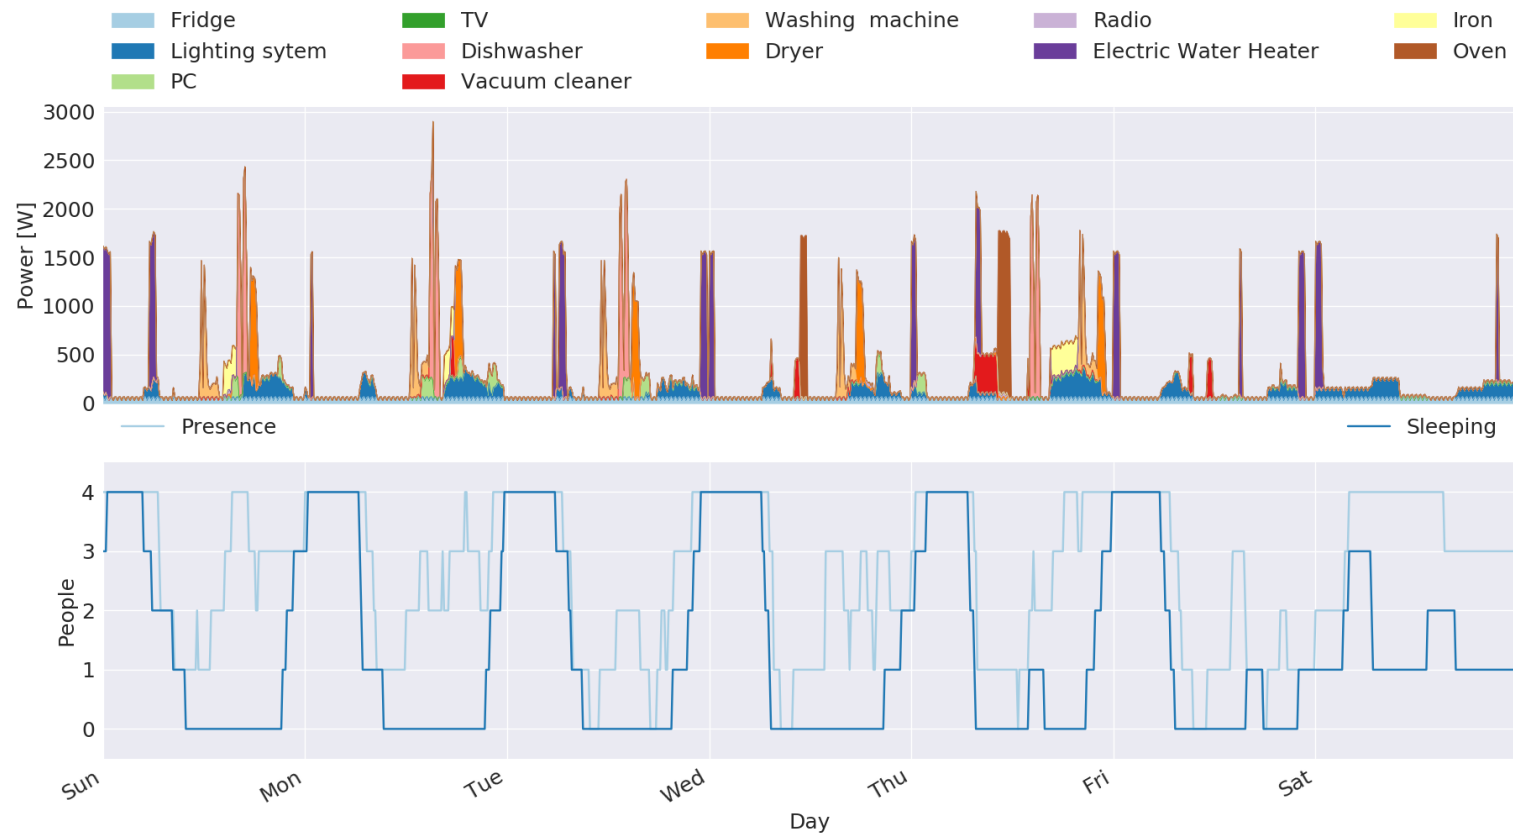 Fridge TV Washing  machine Radio Iron
Lighting sytem Dishwasher Dryer Electric Water Heater Oven
PC Vacuum cleaner
3000
2500
2000
1500
1000
500
0
Power [W]
Presence Sleeping
4
3
2
1
0
People
Sun Mon Tue Wed Thu Fri Sat
Day